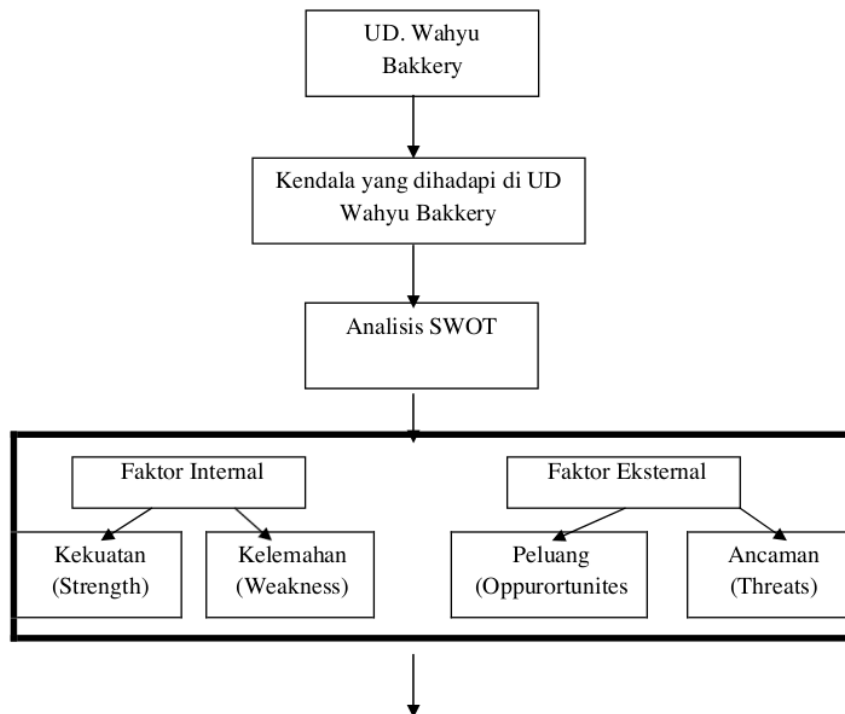 UD. Wahyu
Bakkery
Kendala yang dihadapi di UD
Wahyu Bakkery
Analisis SWOT
Faktor Internal
Faktor Eksternal
Kekuatan
(Strength)
Kelemahan
(Weakness)
Peluang
(Oppurortunites
Ancaman
(Threats)